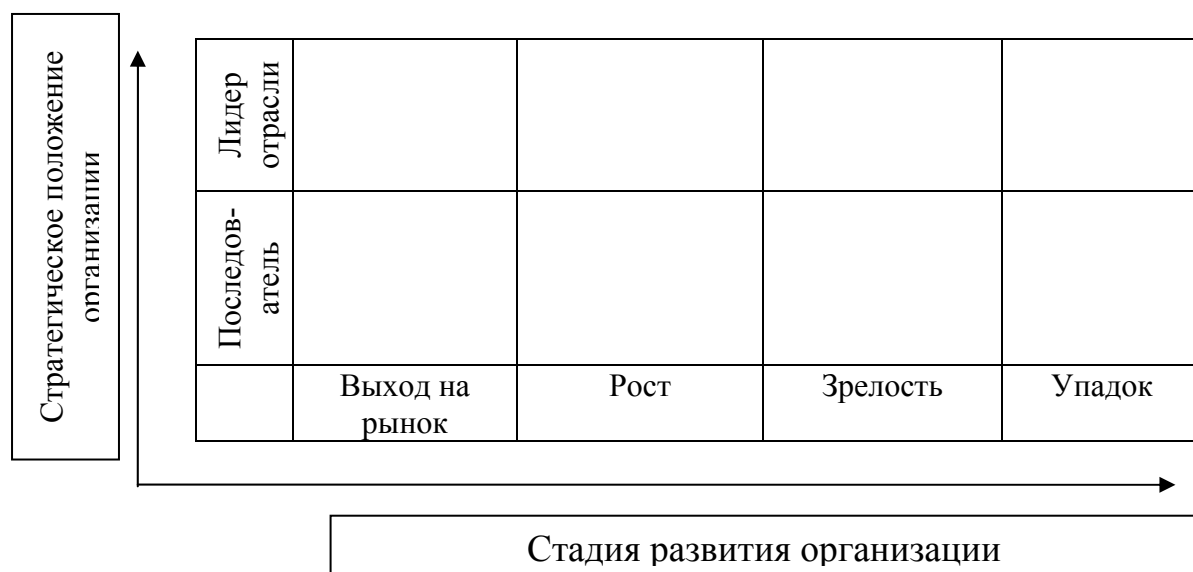 Стратегическое положение
организации
Лидер
отрасли
Последов-
атель
Выход на
рынок
Рост
Зрелость
Упадок
Стадия развития организации